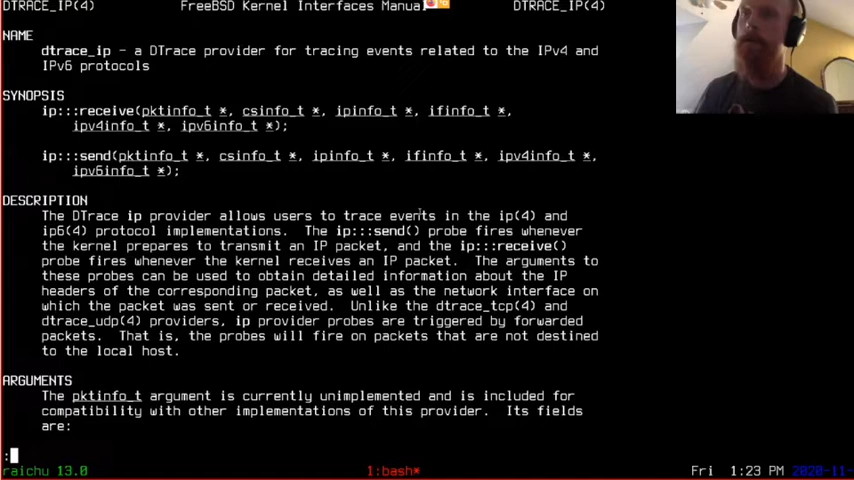 DTRACE_IP(4) FreeBSD Kernel Interfaces Manual DTRACE_IP(4)
NAME
dtrace_ip – a DTrace provider for tracing events related to the IPv4 and
IPv6 protocols
SYNOPSIS
ip:::receive(pktinfo_t *, csinfo_t *, ipinfo_t *, ifinfo_t *,
ipv4info_t *, ipv6info_t *);
ip:::send(pktinfo_t *, csinfo_t *, ipinfo_t *, ifinfo_t *, ipv4info_t *,
ipv6info_t *);
DESCRIPTION
The DTrace ip provider allows users to trace events in the ip(4) and
ip6(4) protocol implementations. The ip:::send() probe fires whenever
the kernel prepares to transmit an IP packet, and the ip:::receive()
probe fires whenever the kernel receives an IP packet. The arguments to
these probes can be used to obtain detailed information about the IP
headers of the corresponding packet, as well as the network interface on
which the packet was sent or received. Unlike the dtrace_tcp(4) and
dtrace_udp(4) providers, ip provider probes are triggered by forwarded
packets. That is, the probes will fire on packets that are not destined
to the local host.
ARGUMENTS
The pktinfo_t argument is currently unimplemented and is included for
compatibility with other implementations of this provider. Its fields
are:
:
raichu 13.0 1:bash* Fri 1:23 PM 2020-11-